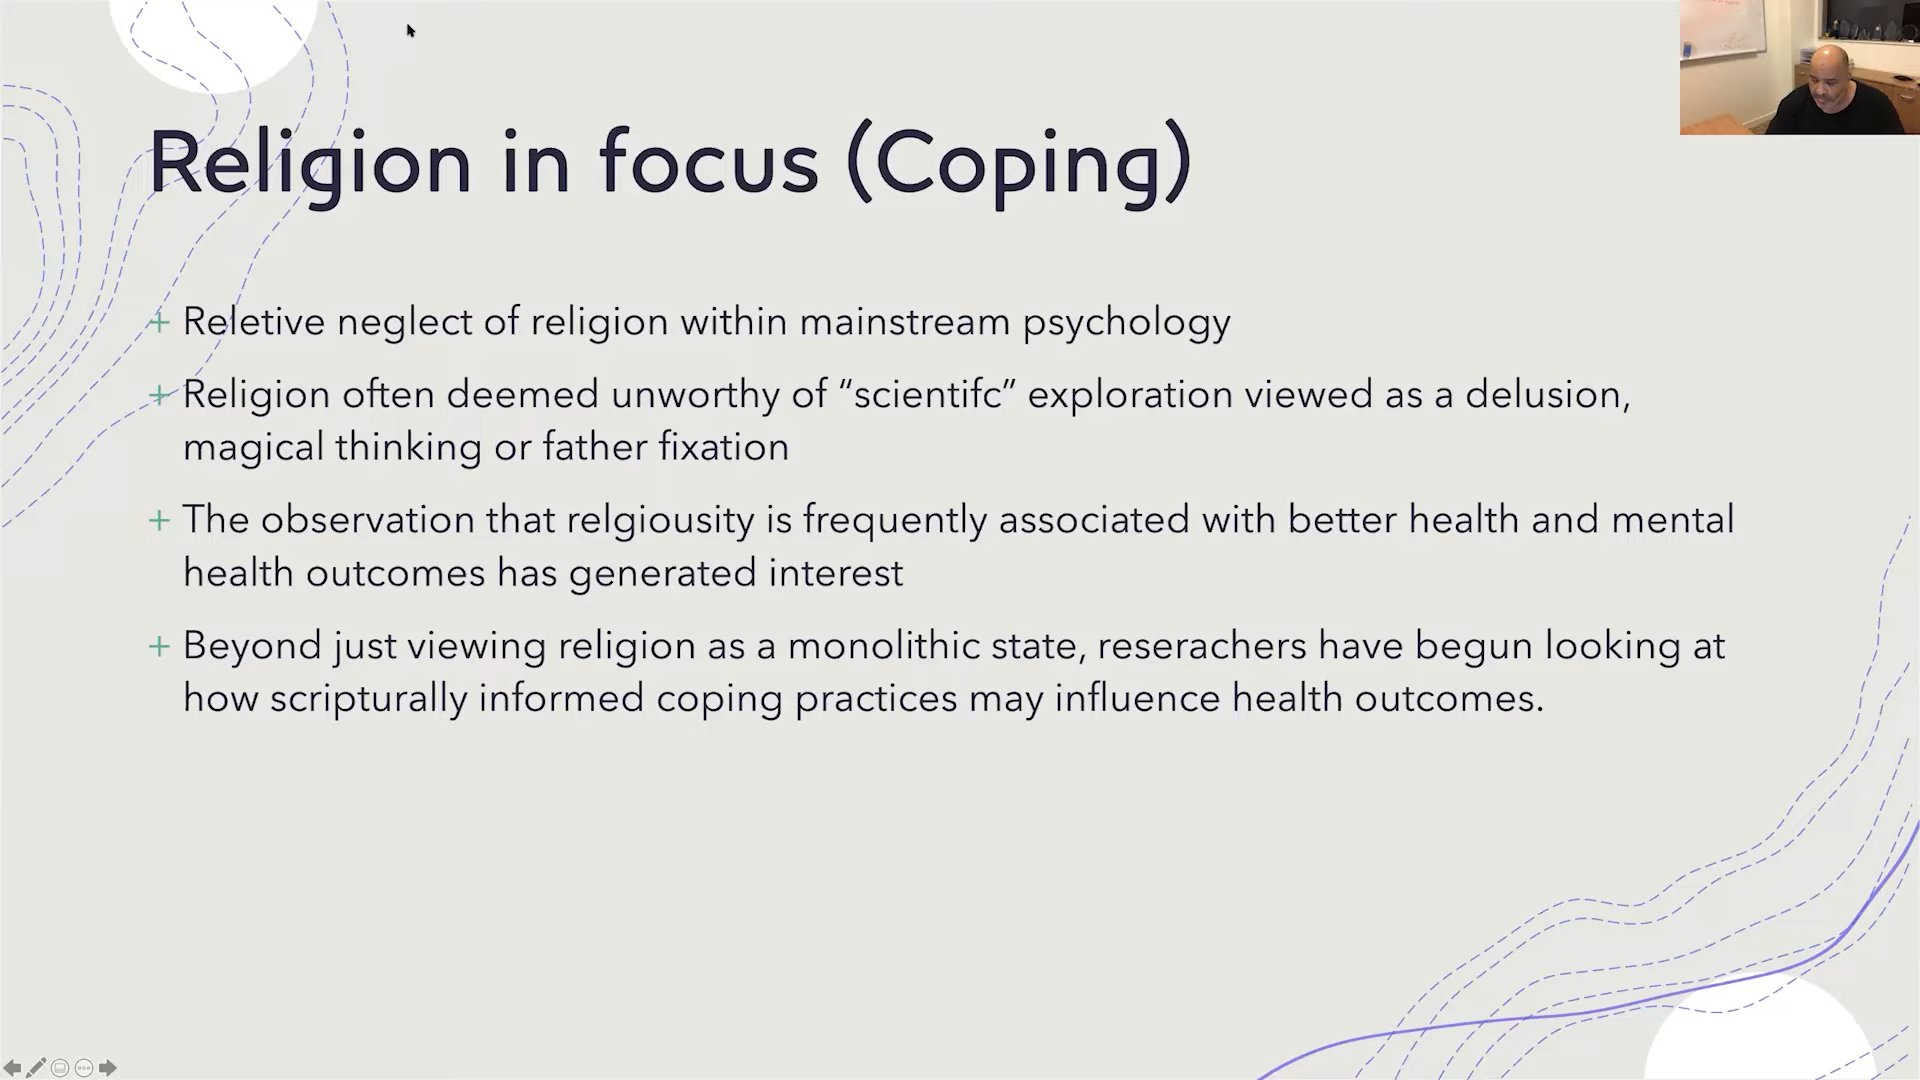 Religion in focus (Coping)
+ Reletive neglect of religion within mainstream psychology
+ Religion often deemed unworthy of “scientifc” exploration viewed as a delusion,
magical thinking or father fixation
+ The observation that relgiousity is frequently associated with better health and mental
health outcomes has generated interest
+ Beyond just viewing religion as a monolithic state, reserachers have begun looking at
how scripturally informed coping practices may influence health outcomes.